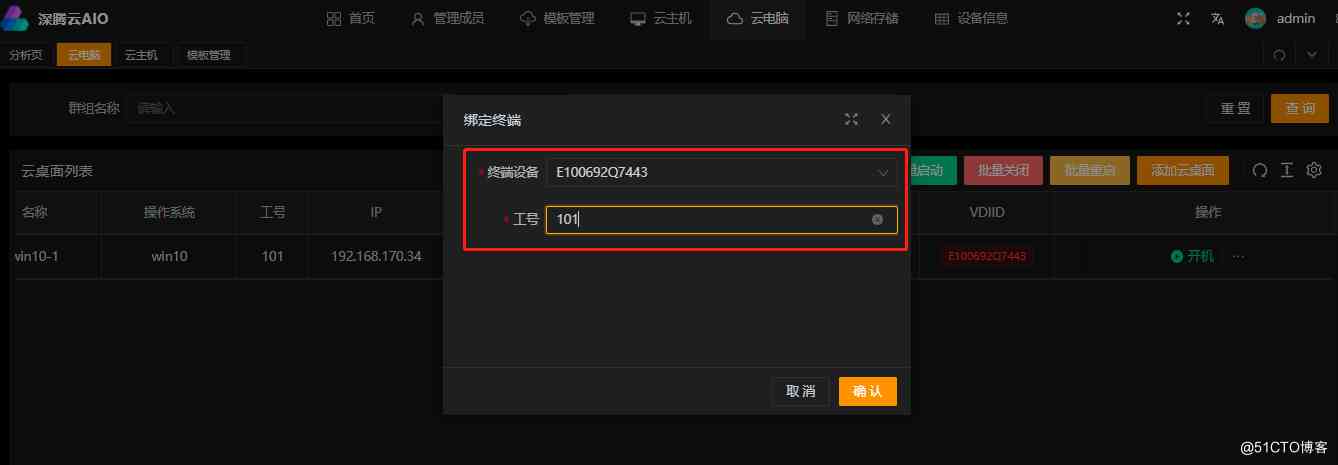 深腾云AIO 首页 管理成员 模板管理 云主机 云电脑 网络存储 设备信息 admin
分析页 云电脑 云主机 模板管理
群组名称 请输入 重置 查询
绑定终端
云桌面列表 量启动 批量关闭 批量重启 添加云桌面
* 终端设备 E100692Q7443
* 工号 101
名称 操作系统 工号 IP VDIID 操作
win10-1 win10 101 192.168.170.34 E100692Q7443 开机 ···
取消 确认
@51CTO博客